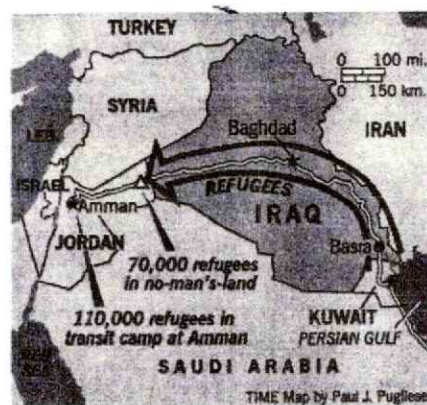 TURKEY
0 100 mi.
0 150 km.
SYRIA
IRAN
Baghdad
LEB.
ISRAEL
REFUGEES
Amman
IRAQ
JORDAN
Basra
70,000 refugees
in no-man's-land
KUWAIT
110,000 refugees in
transit camp at Amman
PERSIAN GULF
SAUDI ARABIA
TIME Map by Paul J. Pugliese